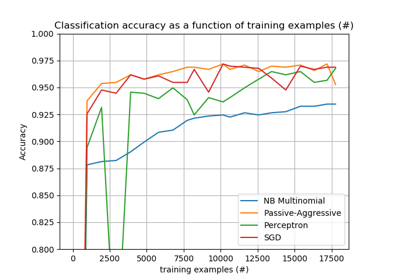 Classification accuracy as a function of training examples (#)
1.000
0.975
0.950
0.925
0.900
0.875
0.850
0.825
0.800
Accuracy
NB Multinomial
Passive-Aggressive
Perceptron
SGD
0 2500 5000 7500 10000 12500 15000 17500
training examples (#)